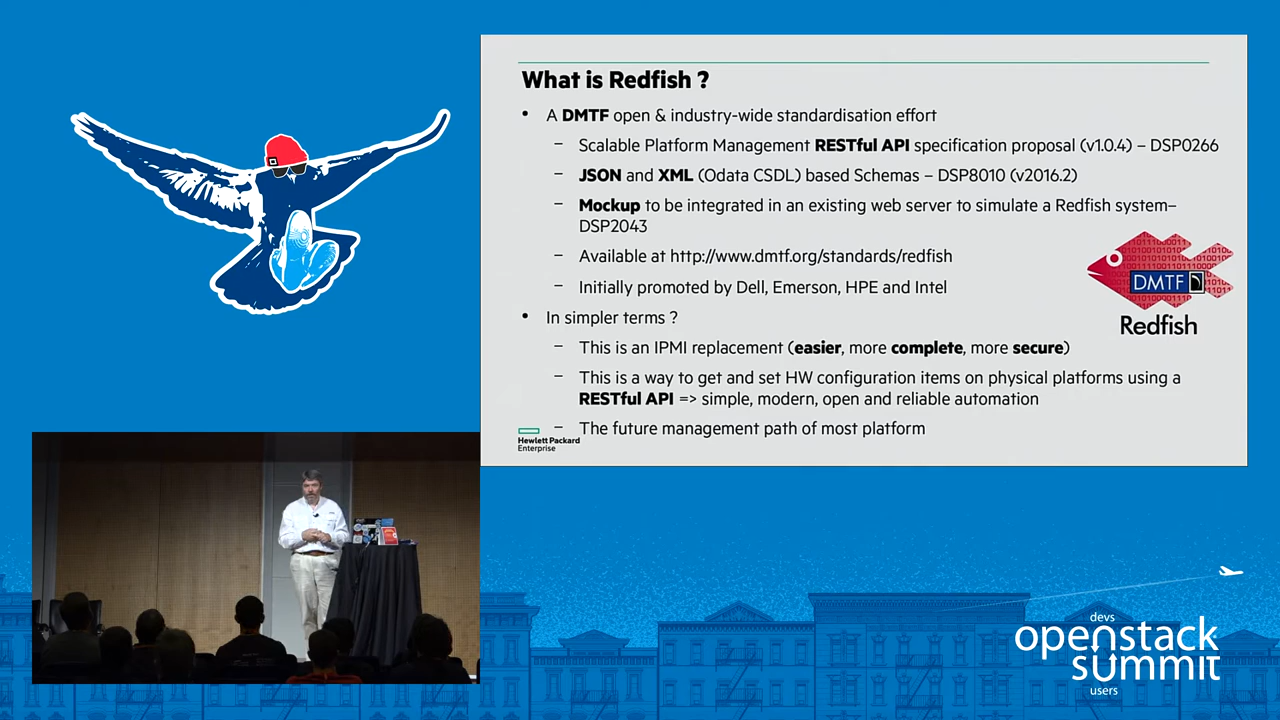 What is Redfish ?
• A DMTF open & industry-wide standardisation effort
– Scalable Platform Management RESTful API specification proposal (v1.0.4) – DSP0266
– JSON and XML (Odata CSDL) based Schemas – DSP8010 (v2016.2)
– Mockup to be integrated in an existing web server to simulate a Redfish system–
DSP2043
– Available at http://www.dmtf.org/standards/redfish
– Initially promoted by Dell, Emerson, HPE and Intel
• In simpler terms ?
– This is an IPMI replacement (easier, more complete, more secure)
– This is a way to get and set HW configuration items on physical platforms using a
RESTful API => simple, modern, open and reliable automation
– The future management path of most platform
DMTF
Redfish
Hewlett Packard
Enterprise
devs
openstack
summit
users